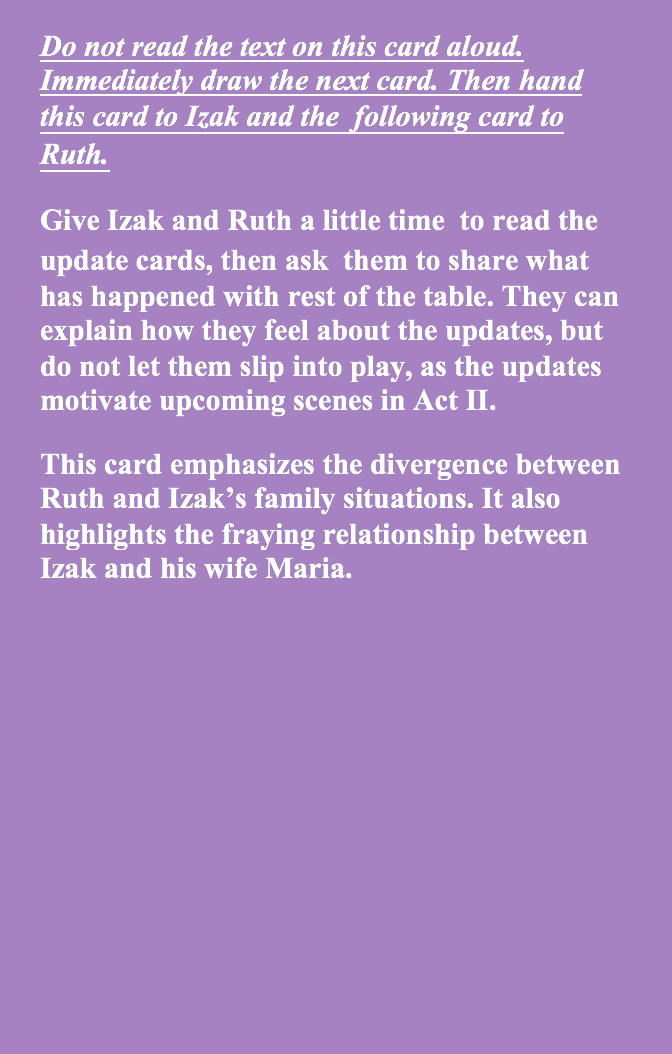 Do not read the text on this card aloud.
Immediately draw the next card. Then hand
this card to Izak and the  following card to
Ruth.
Give Izak and Ruth a little time  to read the
update cards, then ask  them to share what
has happened with rest of the table. They can
explain how they feel about the updates, but
do not let them slip into play, as the updates
motivate upcoming scenes in Act II.
This card emphasizes the divergence between
Ruth and Izak’s family situations. It also
highlights the fraying relationship between
Izak and his wife Maria.